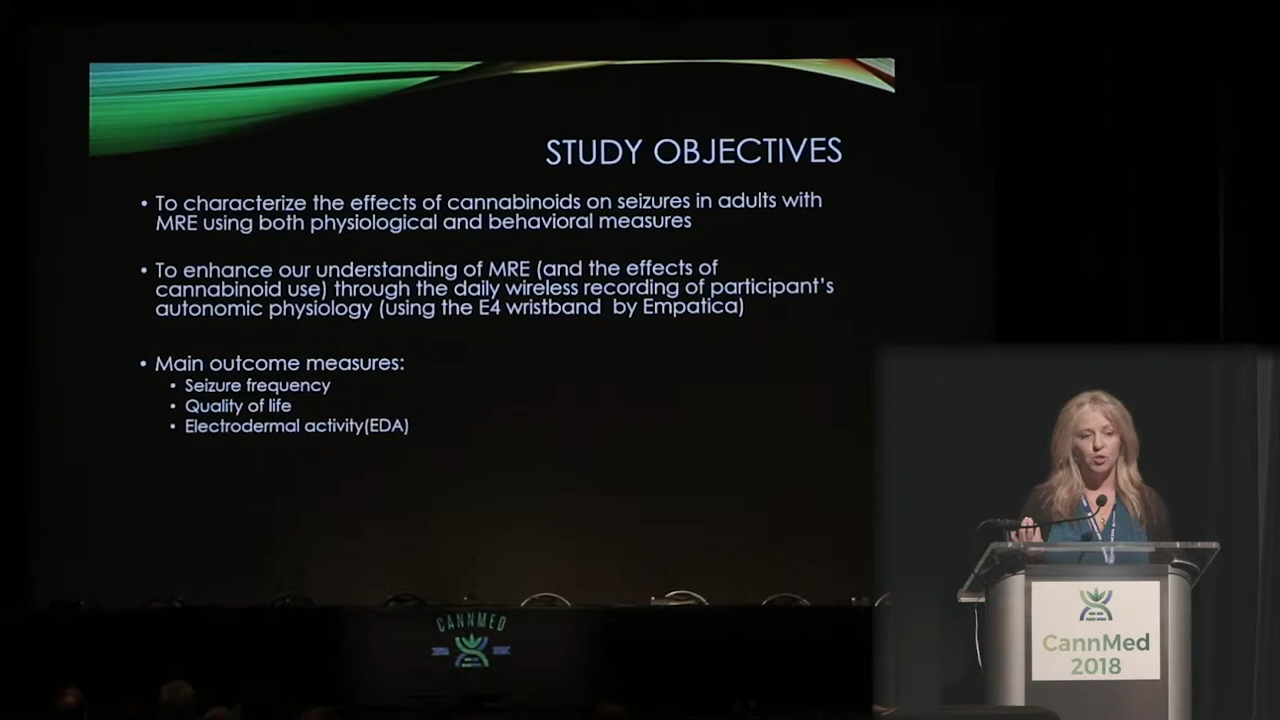 STUDY OBJECTIVES
• To characterize the effects of cannabinoids on seizures in adults with
MRE using both physiological and behavioral measures
• To enhance our understanding of MRE (and the effects of
cannabinoid use) through the daily wireless recording of participant's
autonomic physiology (using the E4 wristband by Empatica)
• Main outcome measures:
• Seizure frequency
• Quality of life
• Electrodermal activity(EDA)
CANNMED
CannMed
2018